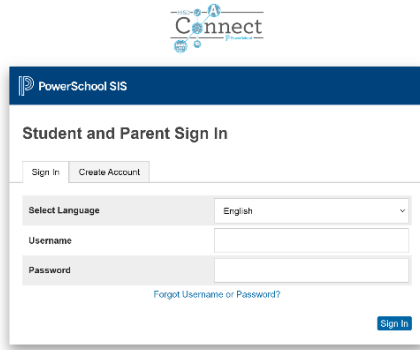 HSD
A
Connect
PowerSchool SIS
Student and Parent Sign In
Sign In
Create Account
Select Language
English
Username
Password
Forgot Username or Password?
Sign In